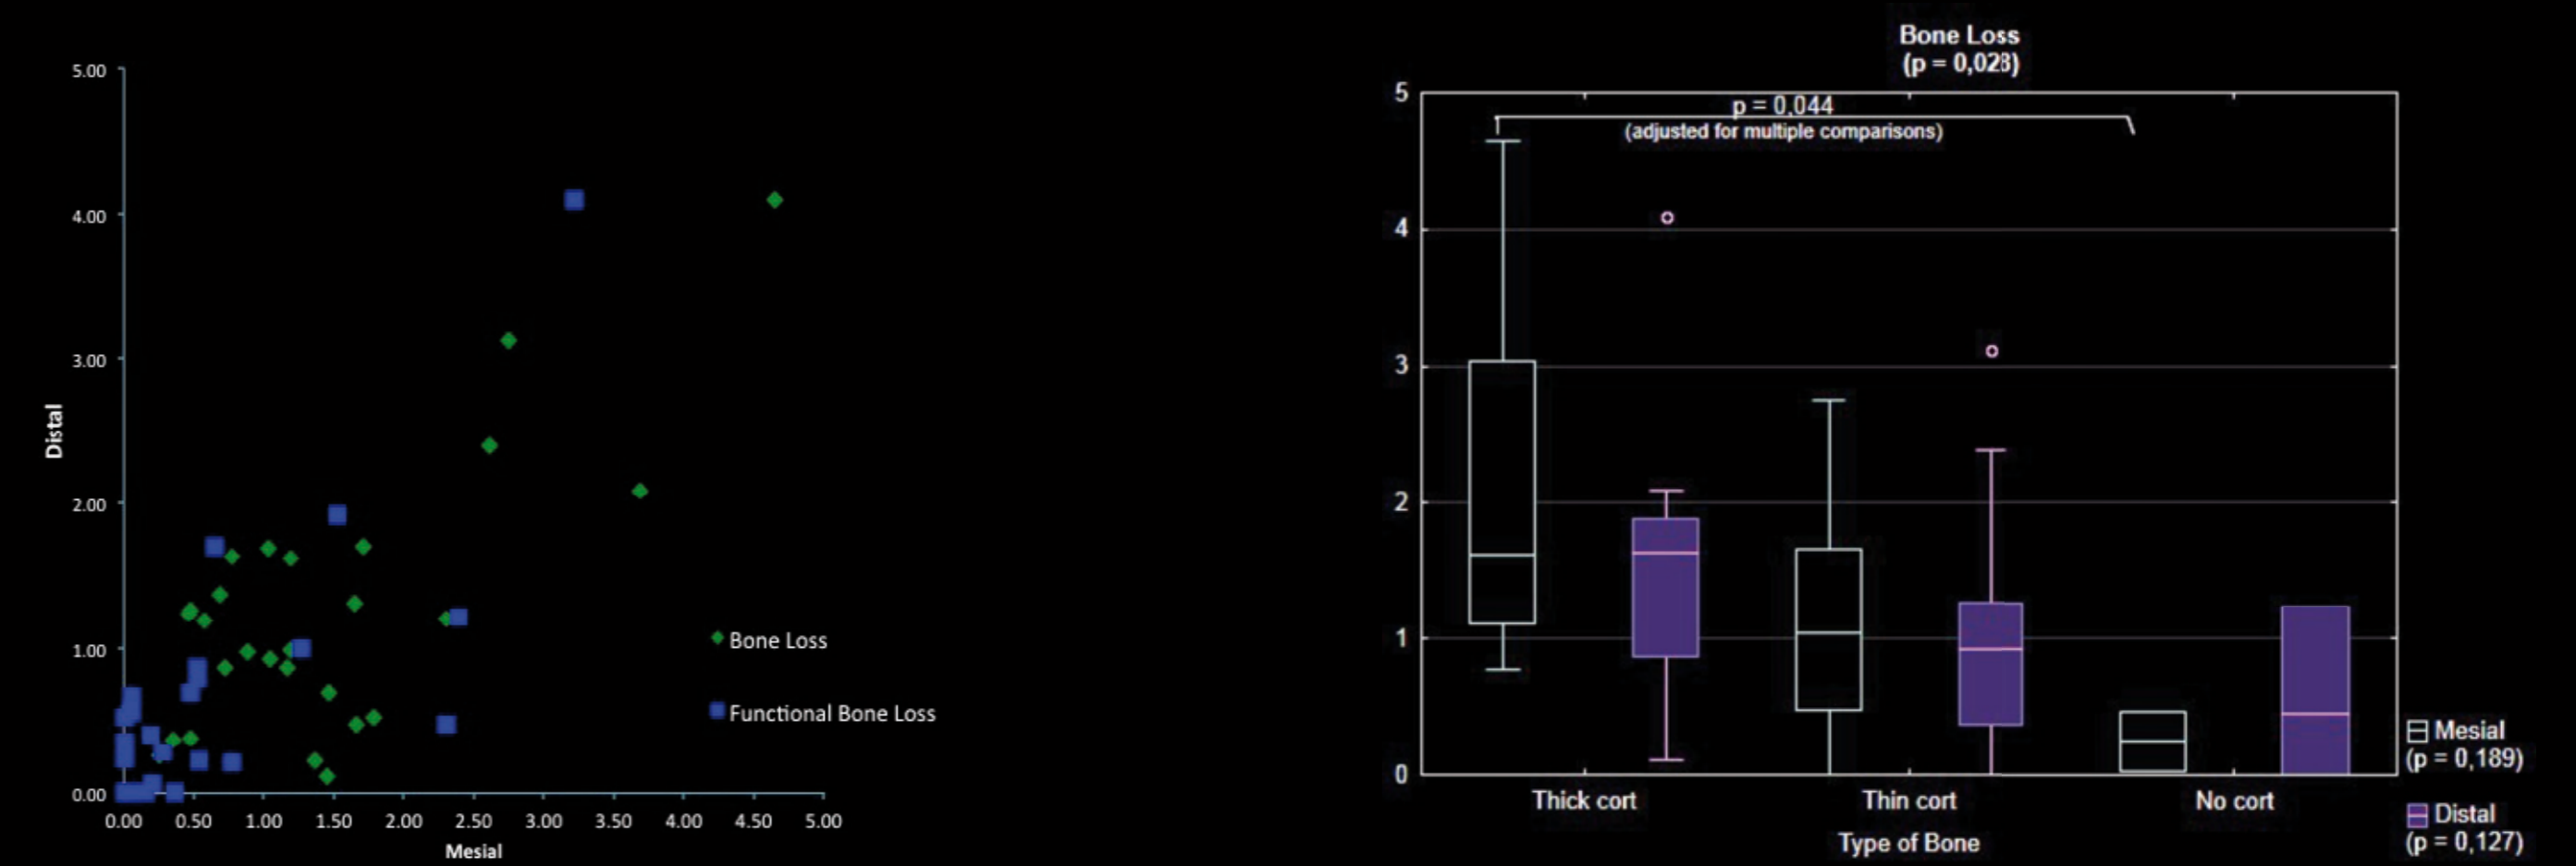 5.00
4.00
3.00
2.00
1.00
0.00
Distal
0.00 0.50 1.00 1.50 2.00 2.50 3.00 3.50 4.00 4.50 5.00
Mesial
Bone Loss
Functional Bone Loss
Bone Loss
(p = 0,028)
5
4
3
2
1
0
p = 0,044
(adjusted for multiple comparisons)
Thick cort Thin cort No cort
Type of Bone
Mesial
(p = 0,189)
Distal
(p = 0,127)